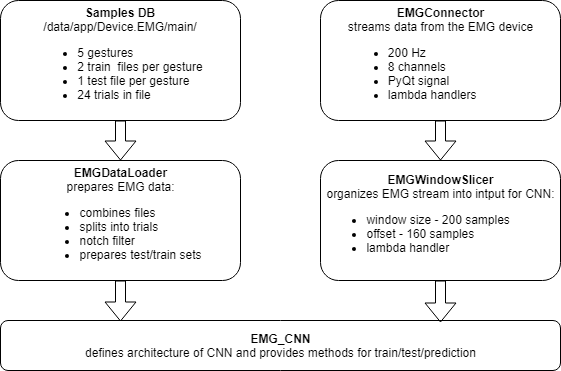 Samples DB
/data/app/Device.EMG/main/
5 gestures
2 train files per gesture
1 test file per gesture
24 trials in file
EMGConnector
streams data from the EMG device
200 Hz
8 channels
PyQt signal
lambda handlers
EMGDataLoader
prepares EMG data:
combines files
splits into trials
notch filter
prepares test/train sets
EMGWindowSlicer
organizes EMG stream into intput for CNN:
window size - 200 samples
offset - 160 samples
lambda handler
EMG_CNN
defines architecture of CNN and provides methods for train/test/prediction